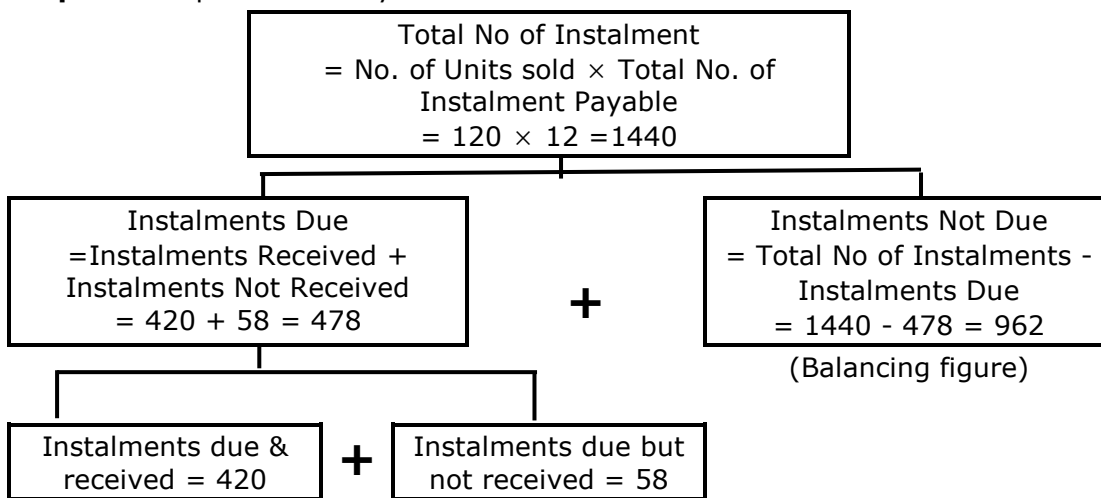 Total No of Instalment
= No. of Units sold × Total No. of
Instalment Payable
= 120 × 12 =1440
Instalments Due
=Instalments Received +
Instalments Not Received
= 420 + 58 = 478
+
Instalments Not Due
= Total No of Instalments -
Instalments Due
= 1440 - 478 = 962
(Balancing figure)
Instalments due &
received = 420
+
Instalments due but
not received = 58